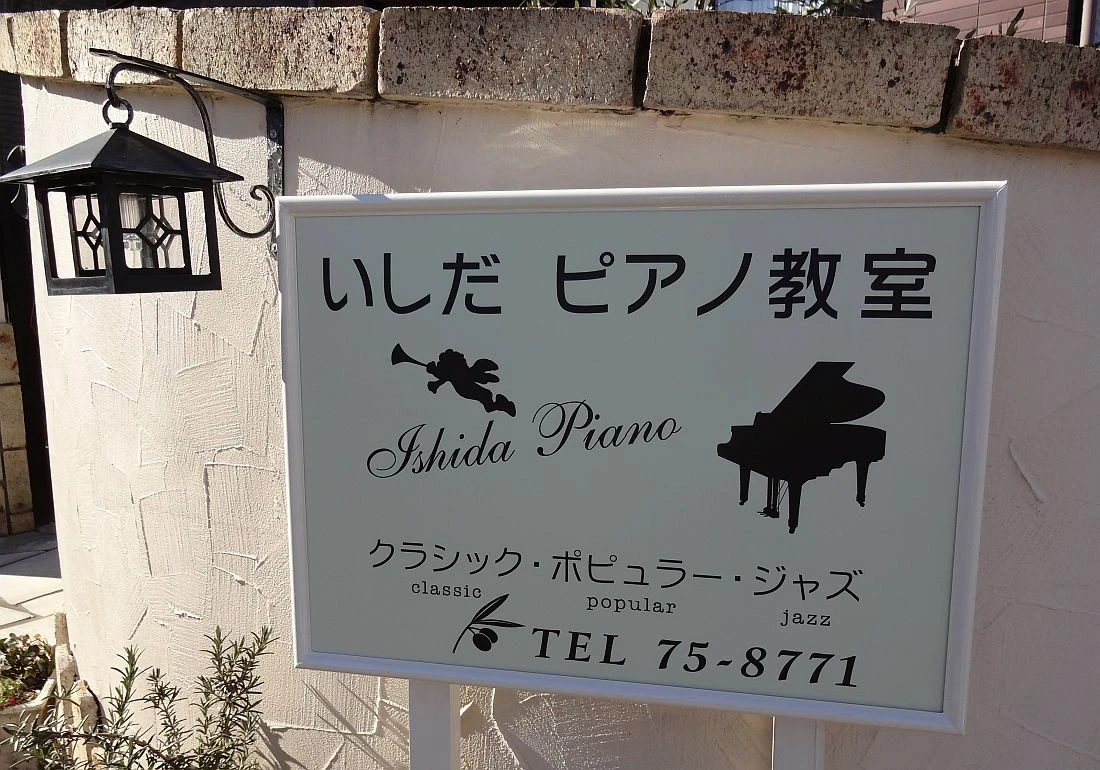 いしだ ピアノ教室
Ishida Piano
クラシック・ポピュラー・ジャズ
classic popular jazz
TEL 75-8771